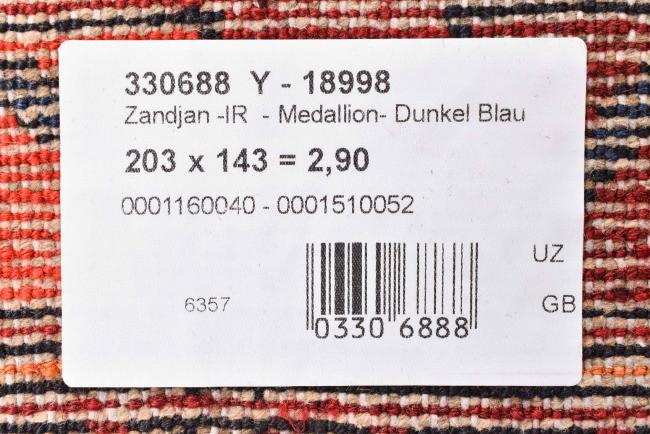 330688 Y - 18998
Zandjan -IR - Medallion- Dunkel Blau
203 x 143 = 2,90
0001160040 - 0001510052
UZ
6357
GB
0330 6888